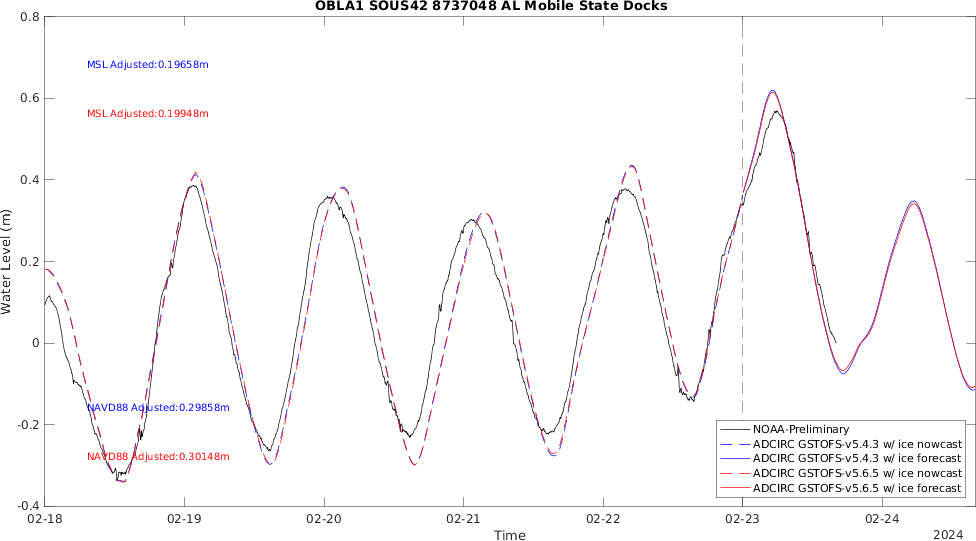 OBLA1 SOUS42 8737048 AL Mobile State Docks
0.8
MSL Adjusted:0.19658m
0.6
MSL Adjusted:0.19948m
0.4
0.2
Water Level (m)
0
NAVD88 Adjusted:0.29858m
-0.2
NAVD88 Adjusted:0.30148m
-0.4
NOAA-Preliminary
ADCIRC GSTOFS-v5.4.3 w/ ice nowcast
ADCIRC GSTOFS-v5.4.3 w/ ice forecast
ADCIRC GSTOFS-v5.6.5 w/ ice nowcast
ADCIRC GSTOFS-v5.6.5 w/ ice forecast
02-18 02-19 02-20 02-21 02-22 02-23 02-24
Time
2024